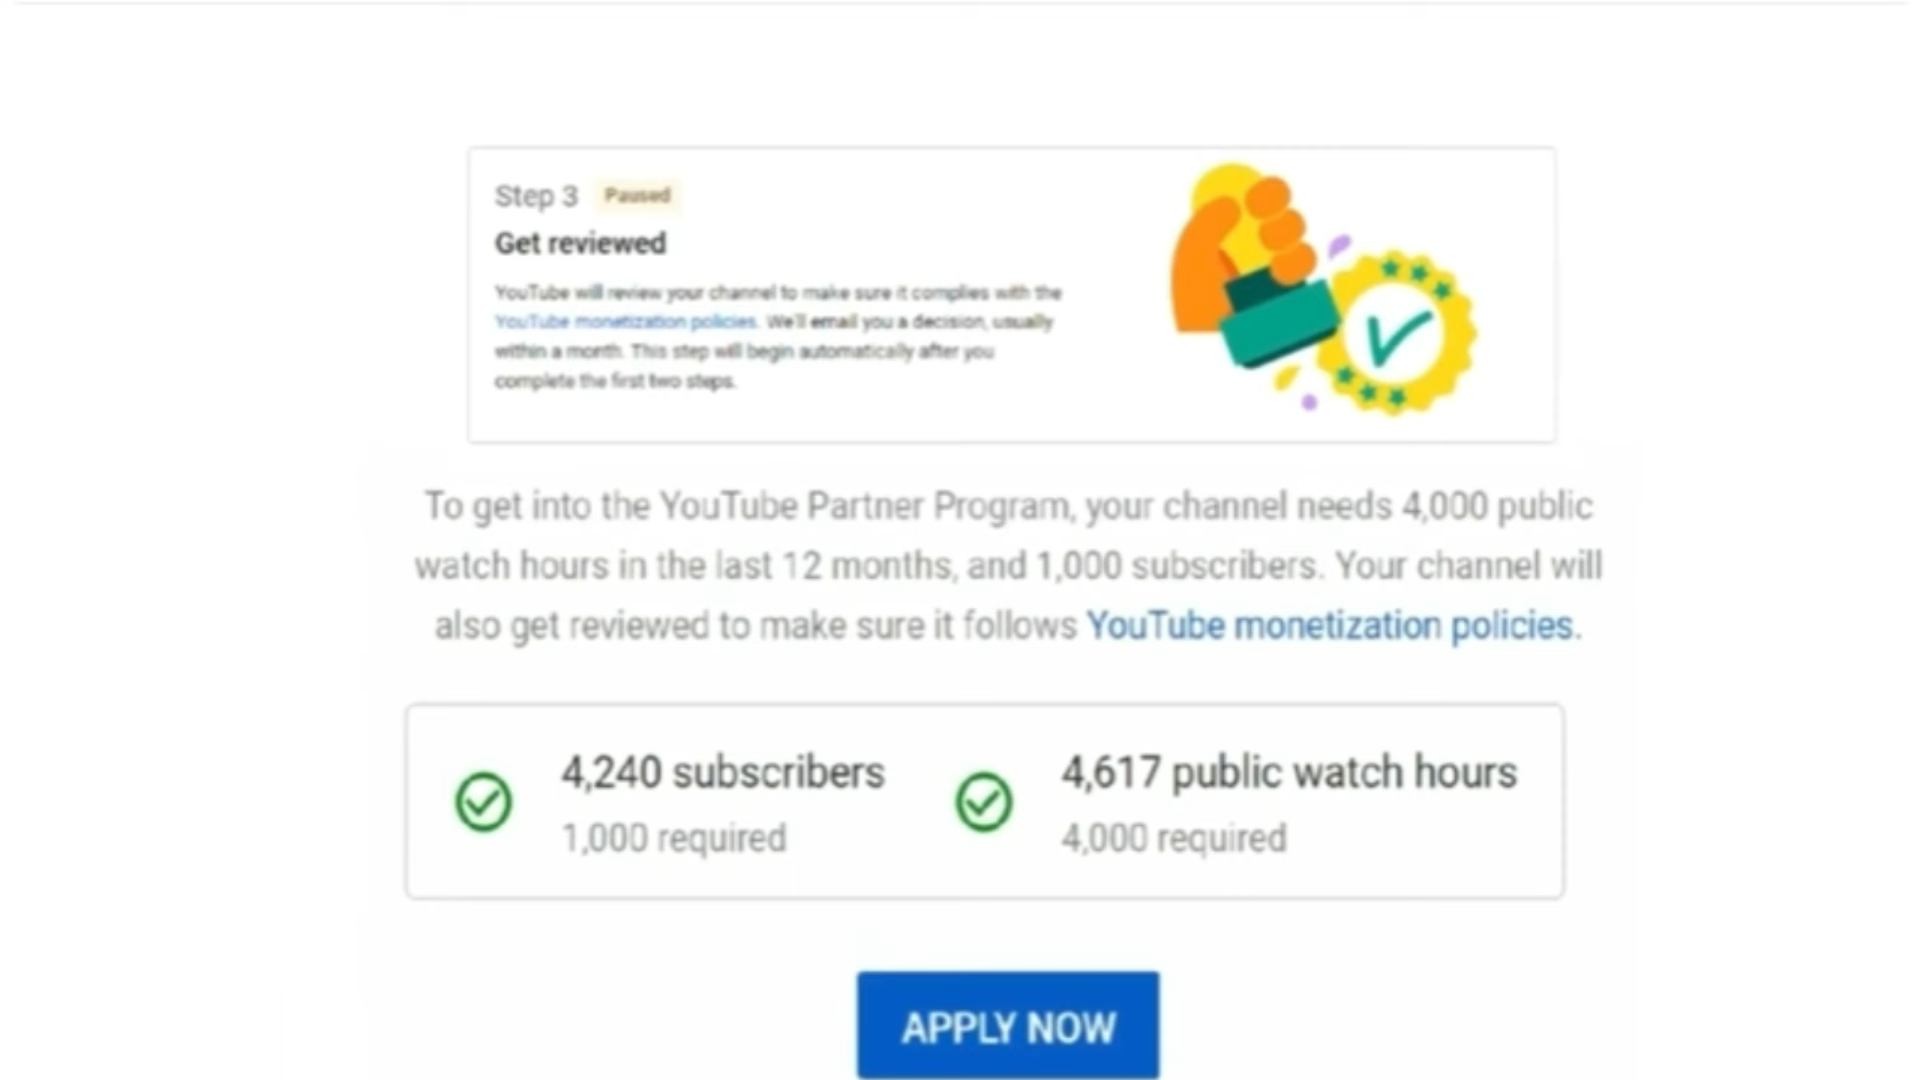 Step 3 Paused
Get reviewed
YouTube will review your channel to make sure it complies with the
YouTube monetization policies. We'll email you a decision, usually
within a month. This step will begin automatically after you
complete the first two steps.
To get into the YouTube Partner Program, your channel needs 4,000 public
watch hours in the last 12 months, and 1,000 subscribers. Your channel will
also get reviewed to make sure it follows YouTube monetization policies.
4,240 subscribers
1,000 required
4,617 public watch hours
4,000 required
APPLY NOW